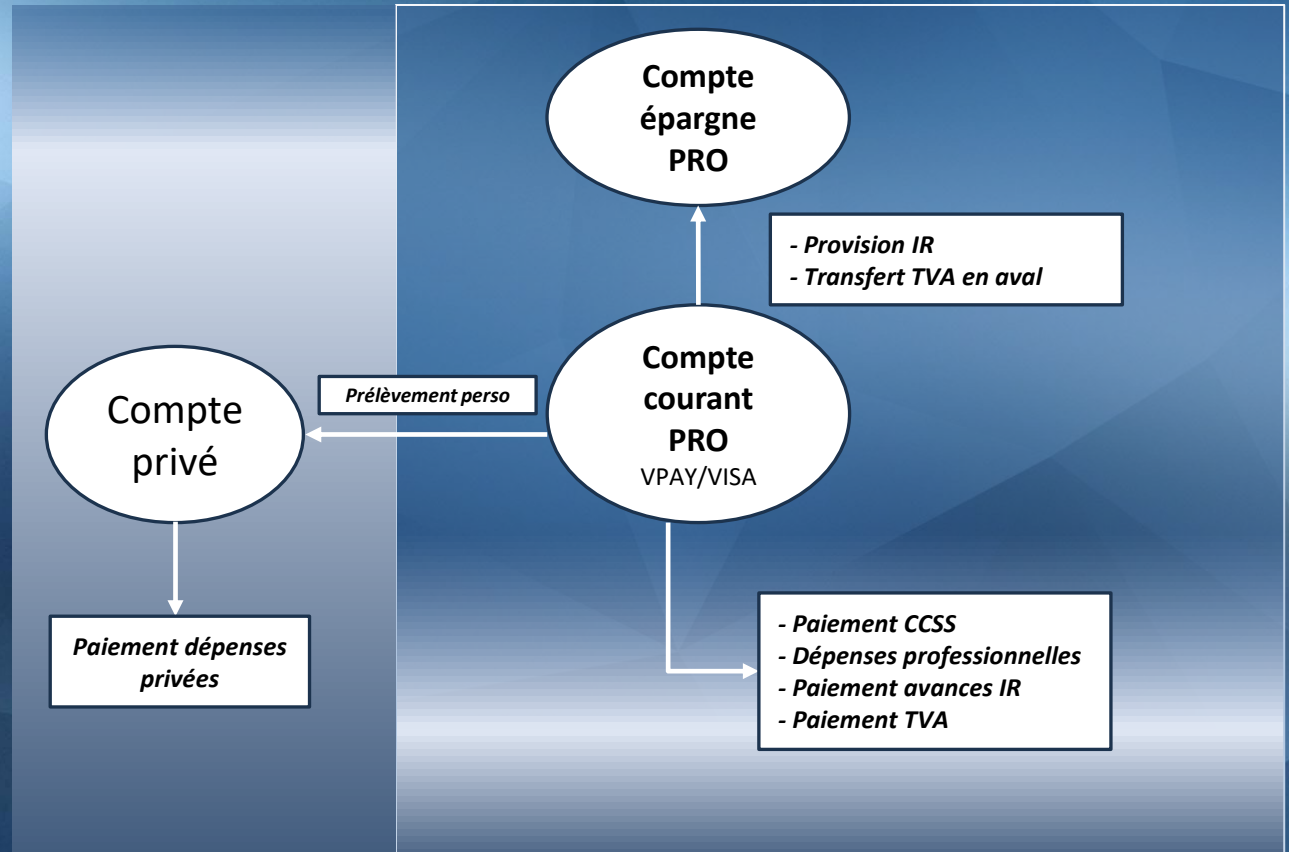 Compte
épargne
PRO
- Provision IR
- Transfert TVA en aval
Compte
courant
PRO
VPAY/VISA
Prélèvement perso
Compte
privé
Paiement dépenses
privées
- Paiement CCSS
- Dépenses professionnelles
- Paiement avances IR
- Paiement TVA